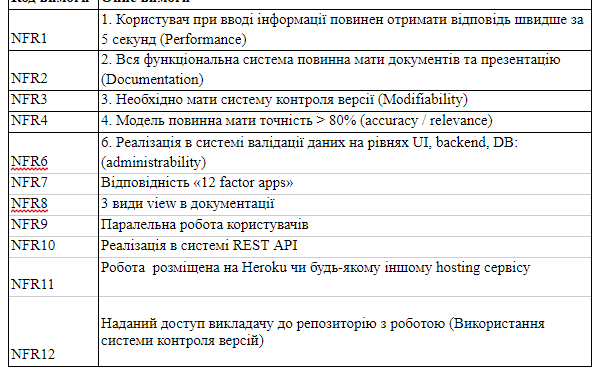 Код вимоги Опис вимоги
1. Користувач при вводі інформації повинен отримати відповідь швидше за
NFR1 5 секунд (Performance)
2. Вся функціональна система повинна мати документів та презентацію
NFR2 (Documentation)
NFR3 3. Необхідно мати систему контроля версії (Modifiability)
NFR4 4. Модель повинна мати точність > 80% (accuracy / relevance)
6. Реалізація в системі валідації даних на рівнях UI, backend, DB:
NFR6 (administrability)
NFR7 Відповідність «12 factor apps»
NFR8 3 види view в документації
NFR9 Паралельна робота користувачів
NFR10 Реалізація в системі REST API
Робота розміщена на Heroku чи будь-якому іншому hosting сервісу
NFR11
Наданий доступ викладачу до репозиторію з роботою (Використання
системи контроля версій)
NFR12